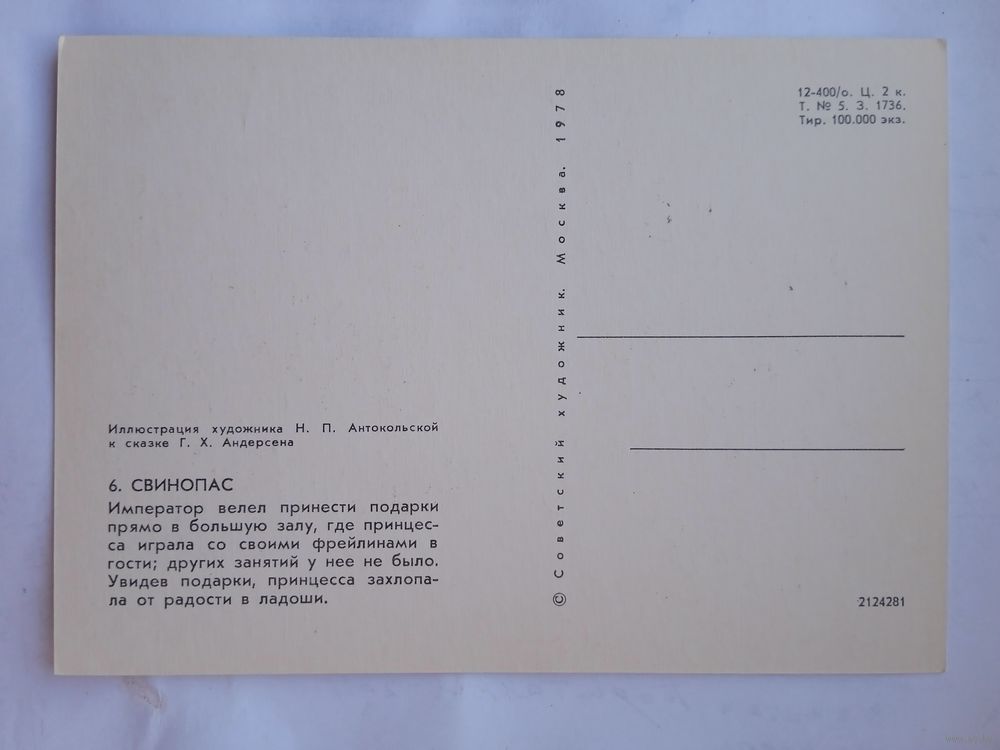 Иллюстрация художника Н. П. Антокольской
к сказке Г. Х. Андерсена
6. СВИНОПАС
Император велел принести подарки
прямо в большую залу, где принцес-
са играла со своими фрейлинами в
гости; других занятий у нее не было.
Увидев подарки, принцесса захлопа-
ла от радости в ладоши.
© Советский художник. Москва. 1978
12-400/о. Ц. 2 к.
Т. № 5. З. 1736.
Тир. 100.000 экз.
2124281